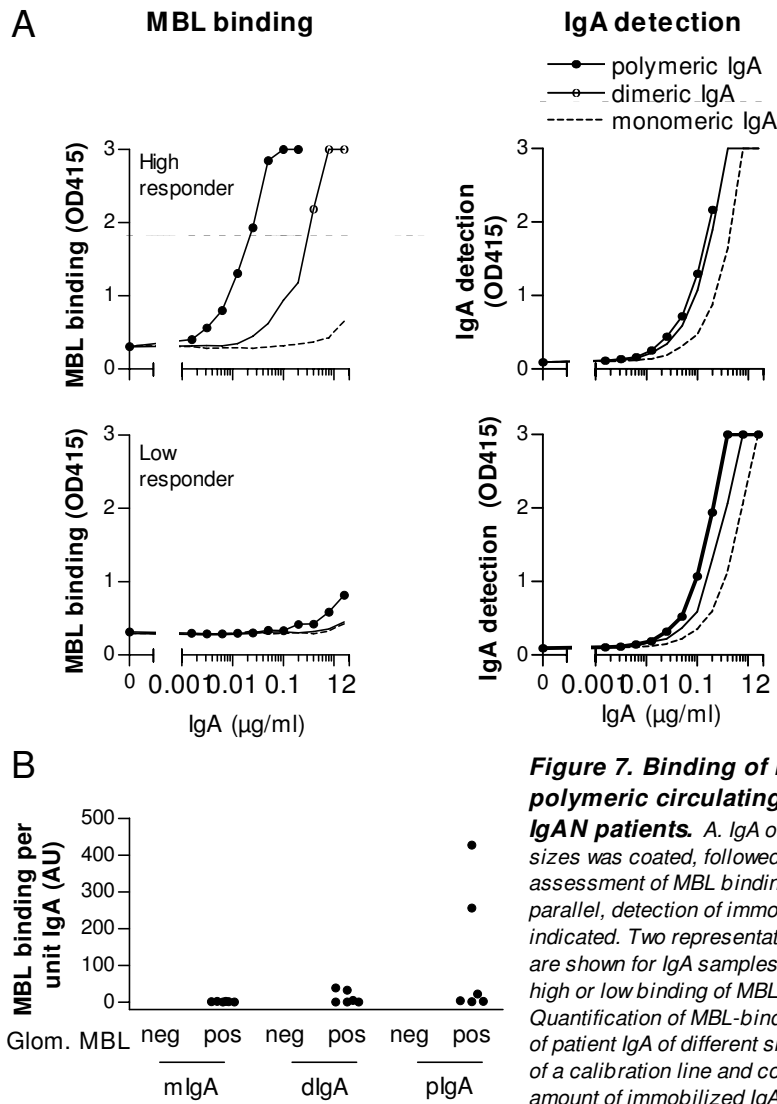 A
MBL binding
IgA detection
polymeric IgA
dimeric IgA
monomeric IgA
MBL binding (OD415)
3
2
1
0
High
responder
IgA detection
(OD415)
3
2
1
0
MBL binding (OD415)
3
2
1
0
Low
responder
0 0.001 0.01 0.1 12
IgA (µg/ml)
IgA detection (OD415)
3
2
1
0
0 0.001 0.01 0.1 12
IgA (µg/ml)
B
MBL binding per
unit IgA (AU)
500
400
300
200
100
0
Glom. MBL neg pos neg pos neg pos
mIgA dIgA pIgA
Figure 7. Binding of
polymeric circulating
IgAN patients. A. IgA o
sizes was coated, followed
assessment of MBL bindin
parallel, detection of immo
indicated. Two representat
are shown for IgA samples
high or low binding of MBL
Quantification of MBL-bind
of patient IgA of different si
of a calibration line and co
amount of immobilized IgA